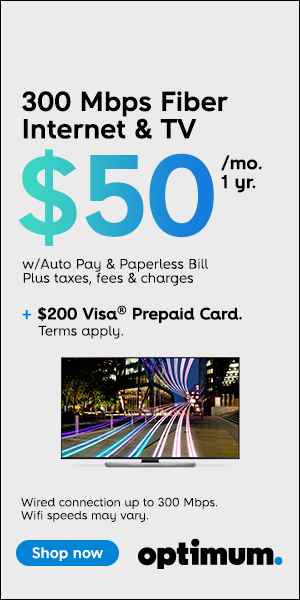 300 Mbps Fiber
Internet & TV
$50
/mo.
1 yr.
w/Auto Pay & Paperless Bill
Plus taxes, fees & charges
+ $200 Visa® Prepaid Card.
Terms apply.
Wired connection up to 300 Mbps.
Wifi speeds may vary.
Shop now
optimum.